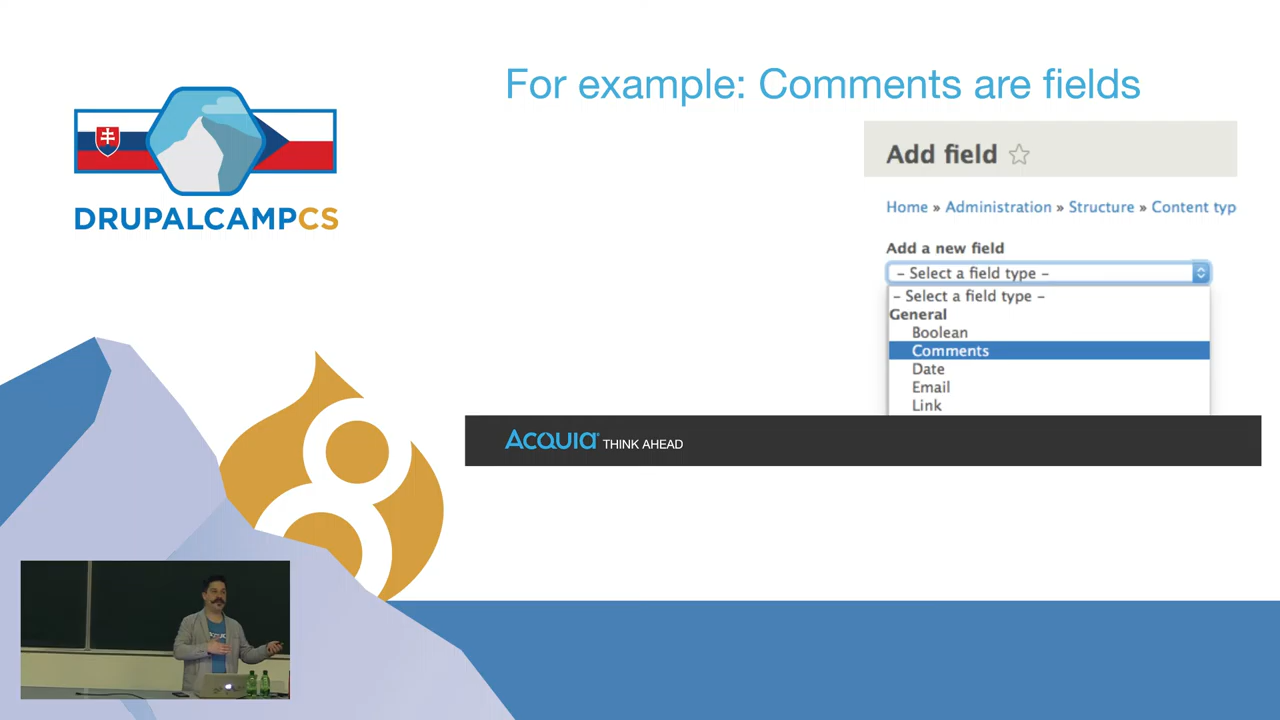 DRUPALCAMPCS
For example: Comments are fields
Add field
Home » Administration » Structure » Content typ
Add a new field
– Select a field type –
– Select a field type –
General
Boolean
Comments
Date
Email
Link
ACQUIA THINK AHEAD
8